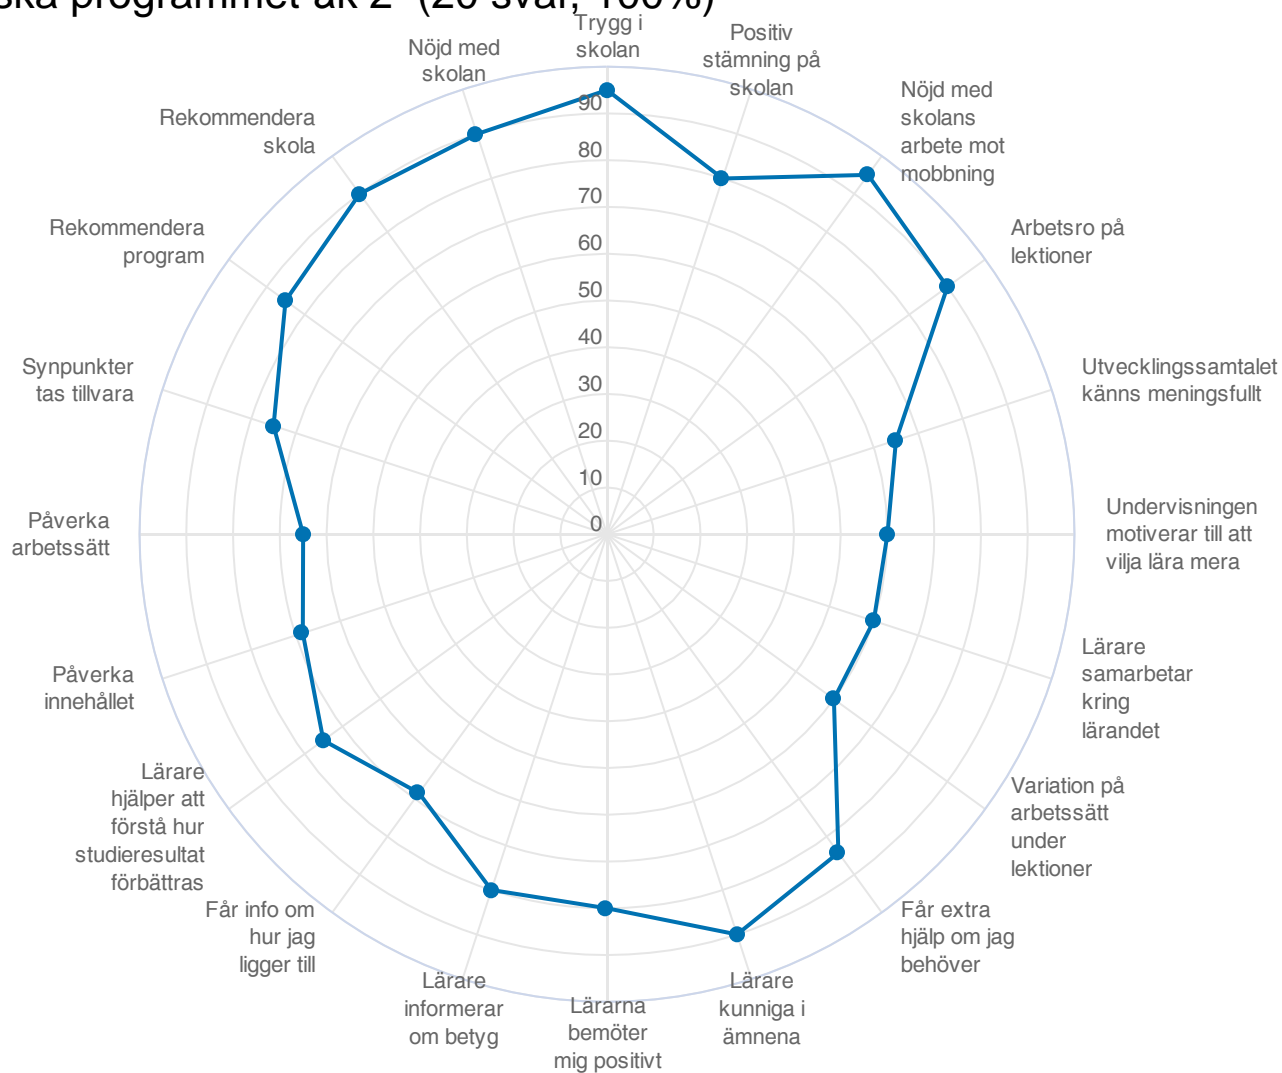 ska programmet åk 2 (20 svar, 100%)
Trygg i
skolan
Positiv
stämning på
skolan
Nöjd med
skolans
arbete mot
mobbning
Arbetsro på
lektioner
Utvecklingssamtalet
känns meningsfullt
Undervisningen
motiverar till att
vilja lära mera
Lärare
samarbetar
kring
lärandet
Variation på
arbetssätt
under
lektioner
Får extra
hjälp om jag
behöver
Lärare
kunniga i
ämnena
Lärarna
bemöter
mig positivt
Lärare
informerar
om betyg
Får info om
hur jag
ligger till
Lärare
hjälper att
förstå hur
studieresultat
förbättras
Påverka
innehållet
Påverka
arbetssätt
Synpunkter
tas tillvara
Rekommendera
program
Rekommendera
skola
Nöjd med
skolan
90
80
70
60
50
40
30
20
10
0